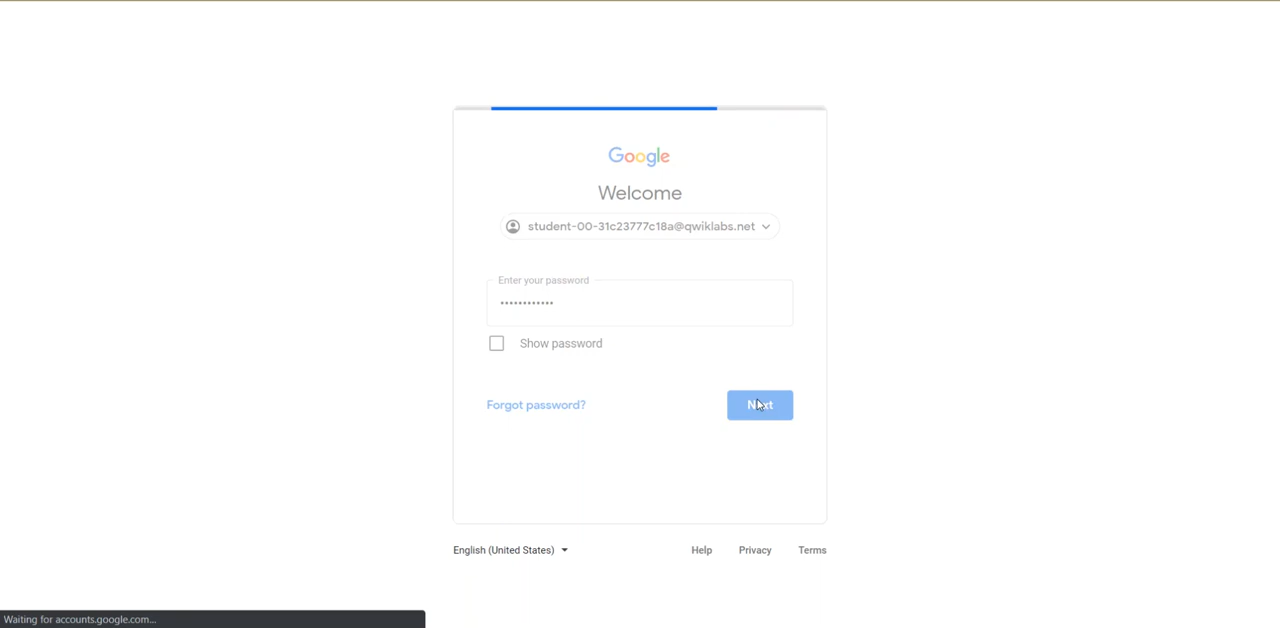 Google
Welcome
student-00-31c23777c18a@qwiklabs.net
Enter your password
••••••••••••
Show password
Forgot password?
Next
English (United States)
Help Privacy Terms
Waiting for accounts.google.com...